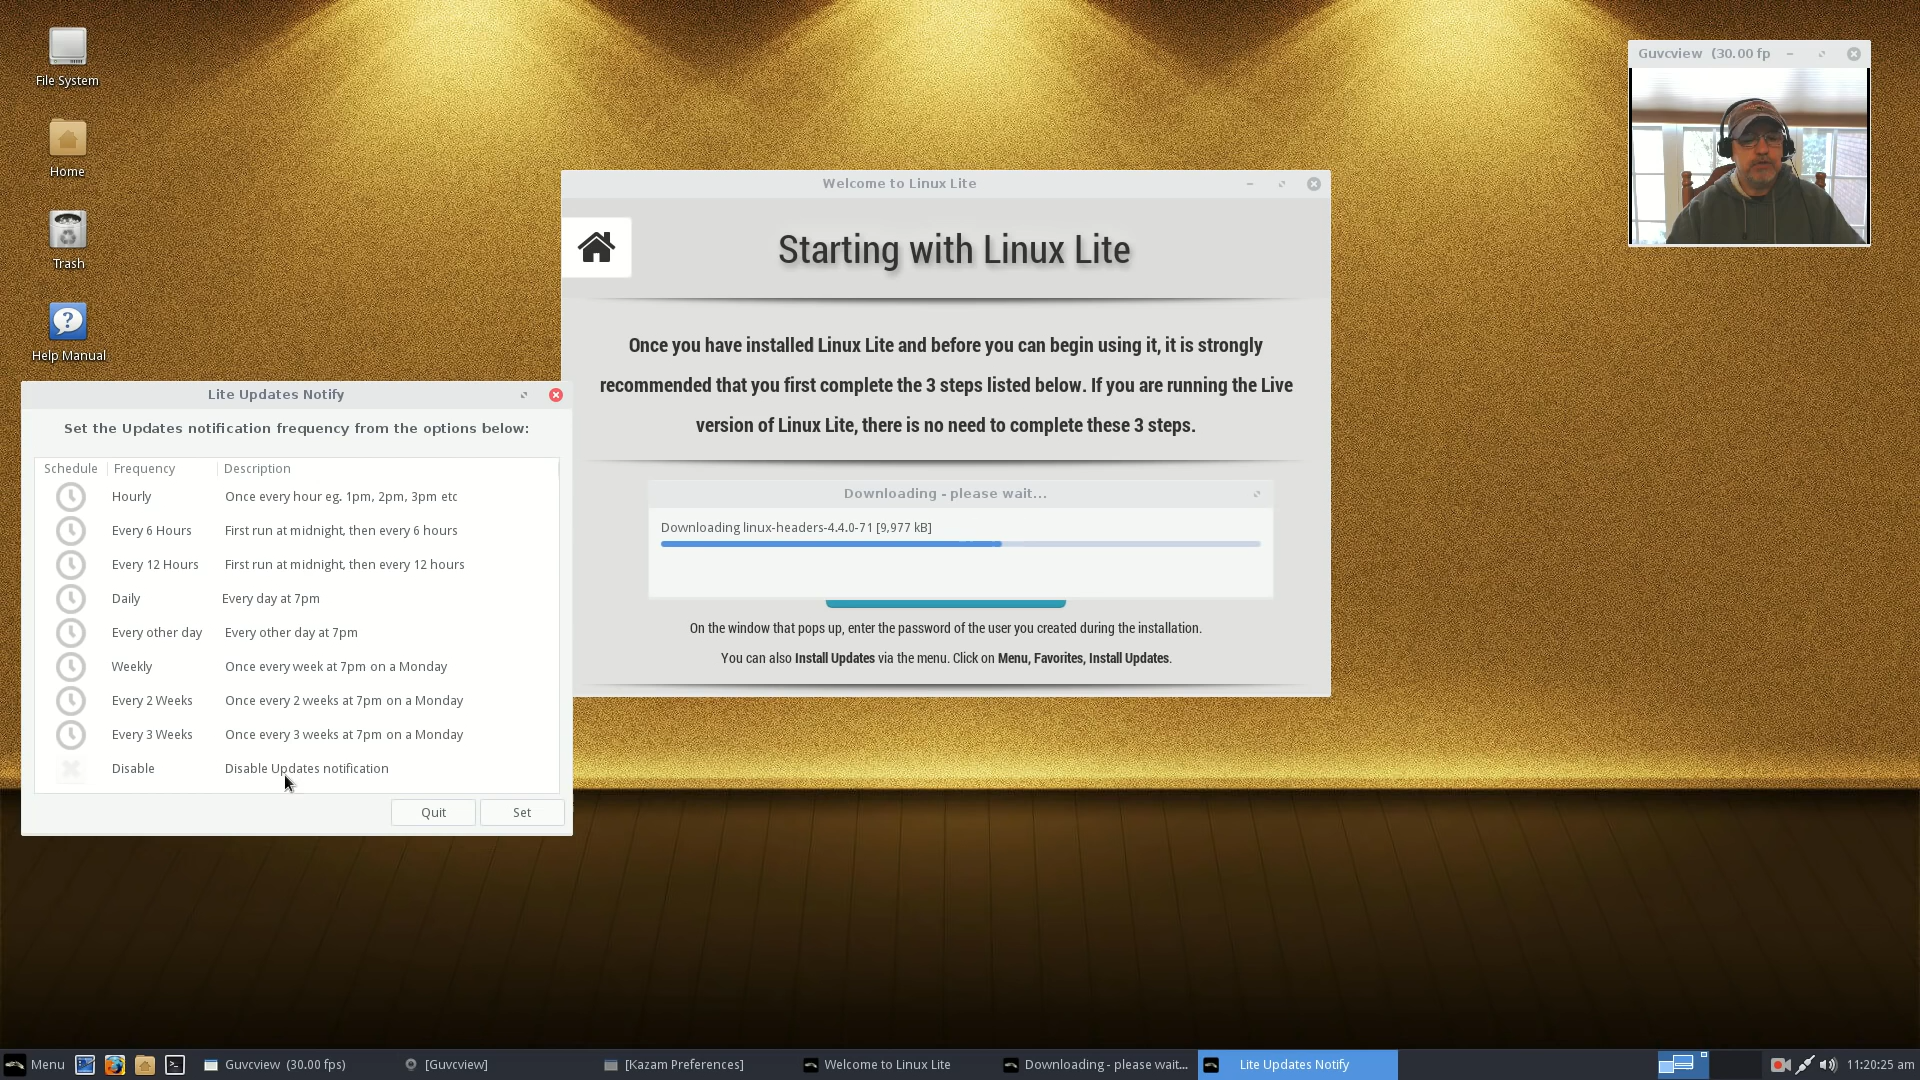 File System
Home
Trash
Help Manual
Guvcview (30.00 fp
Welcome to Linux Lite
Starting with Linux Lite
Once you have installed Linux Lite and before you can begin using it, it is strongly
recommended that you first complete the 3 steps listed below. If you are running the Live
version of Linux Lite, there is no need to complete these 3 steps.
Downloading - please wait...
Downloading linux-headers-4.4.0-71 [9,977 kB]
On the window that pops up, enter the password of the user you created during the installation.
You can also Install Updates via the menu. Click on Menu, Favorites, Install Updates.
Lite Updates Notify
Set the Updates notification frequency from the options below:
Schedule Frequency Description
Hourly Once every hour eg. 1pm, 2pm, 3pm etc
Every 6 Hours First run at midnight, then every 6 hours
Every 12 Hours First run at midnight, then every 12 hours
Daily Every day at 7pm
Every other day Every other day at 7pm
Weekly Once every week at 7pm on a Monday
Every 2 Weeks Once every 2 weeks at 7pm on a Monday
Every 3 Weeks Once every 3 weeks at 7pm on a Monday
Disable Disable Updates notification
Quit Set
Menu Guvcview (30.00 fps) [Guvcview] [Kazam Preferences] Welcome to Linux Lite Downloading - please wait... Lite Updates Notify 11:20:25 am